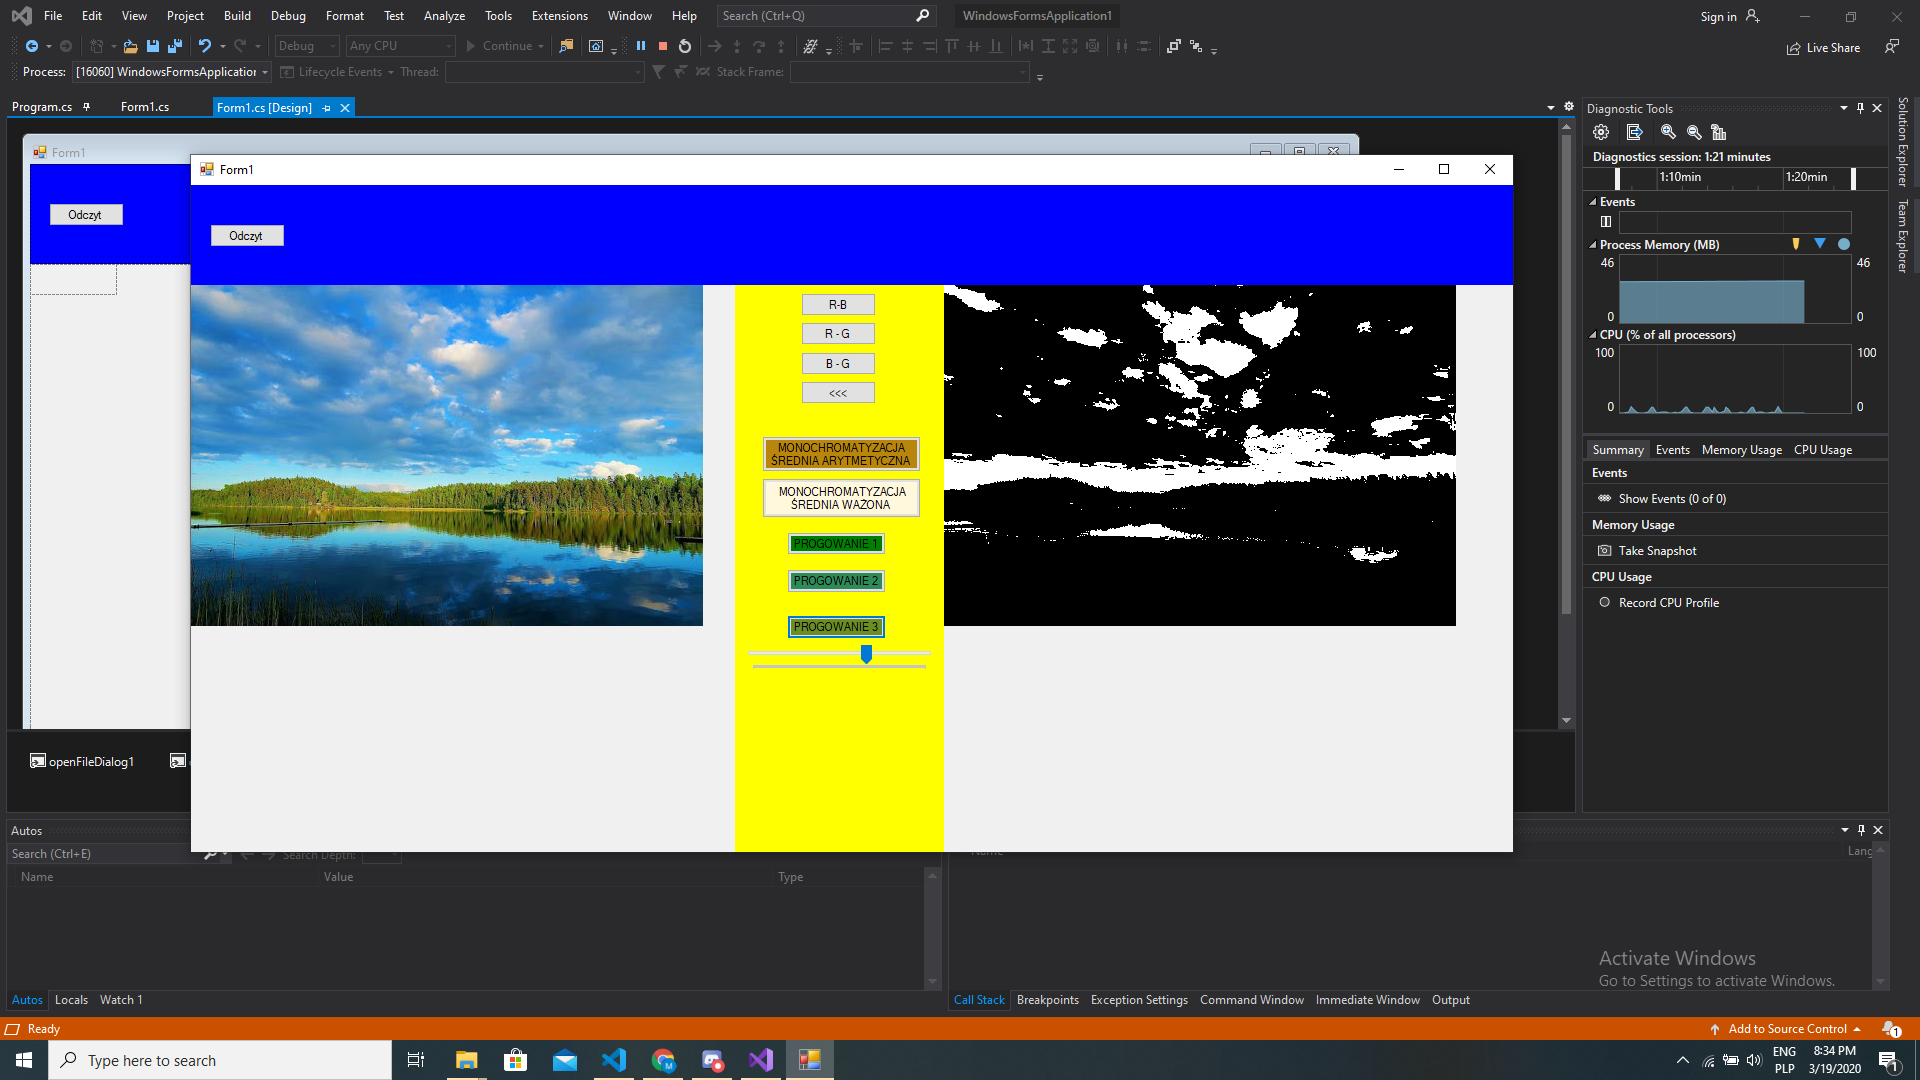 File Edit View Project Build Debug Format Test Analyze Tools Extensions Window Help Search (Ctrl+Q) WindowsFormsApplication1 Sign in
Debug Any CPU Continue Live Share
Process: [16060] WindowsFormsApplication Lifecycle Events Thread: Stack Frame:
Program.cs Form1.cs Form1.cs [Design]
Form1
Odczyt
Form1
Odczyt
R-B
R - G
B - G
<<<
MONOCHROMATYZACJA
ŚREDNIA ARYTMETYCZNA
MONOCHROMATYZACJA
ŚREDNIA WAŻONA
PROGOWANIE 1
PROGOWANIE 2
PROGOWANIE 3
openFileDialog1
Diagnostic Tools
Diagnostics session: 1:21 minutes
1:10min 1:20min
Events
Process Memory (MB)
46 46
0 0
CPU (% of all processors)
100 100
0 0
Summary Events Memory Usage CPU Usage
Events
Show Events (0 of 0)
Memory Usage
Take Snapshot
CPU Usage
Record CPU Profile
Solution Explorer
Team Explorer
Autos
Search (Ctrl+E) Search Depth:
Name Value Type
Name Lang
Autos Locals Watch 1
Call Stack Breakpoints Exception Settings Command Window Immediate Window Output
Activate Windows
Go to Settings to activate Windows.
Ready Add to Source Control 1
Type here to search
ENG
PLP
8:34 PM
3/19/2020
1